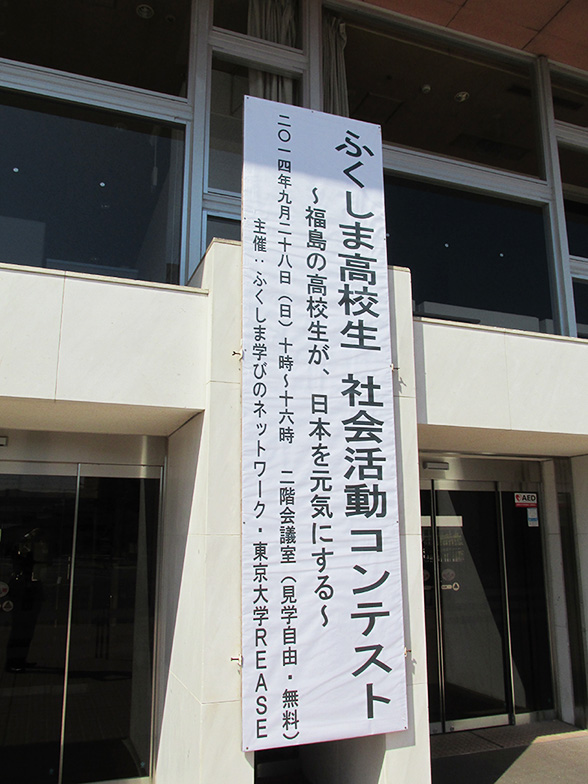 ふくしま高校生 社会活動コンテスト
～福島の高校生が、日本を元気にする～
二〇一四年九月二十八日（日）十時～十六時 二階会議室（見学自由・無料）
主催：ふくしま学びのネットワーク・東京大学REASE
AED